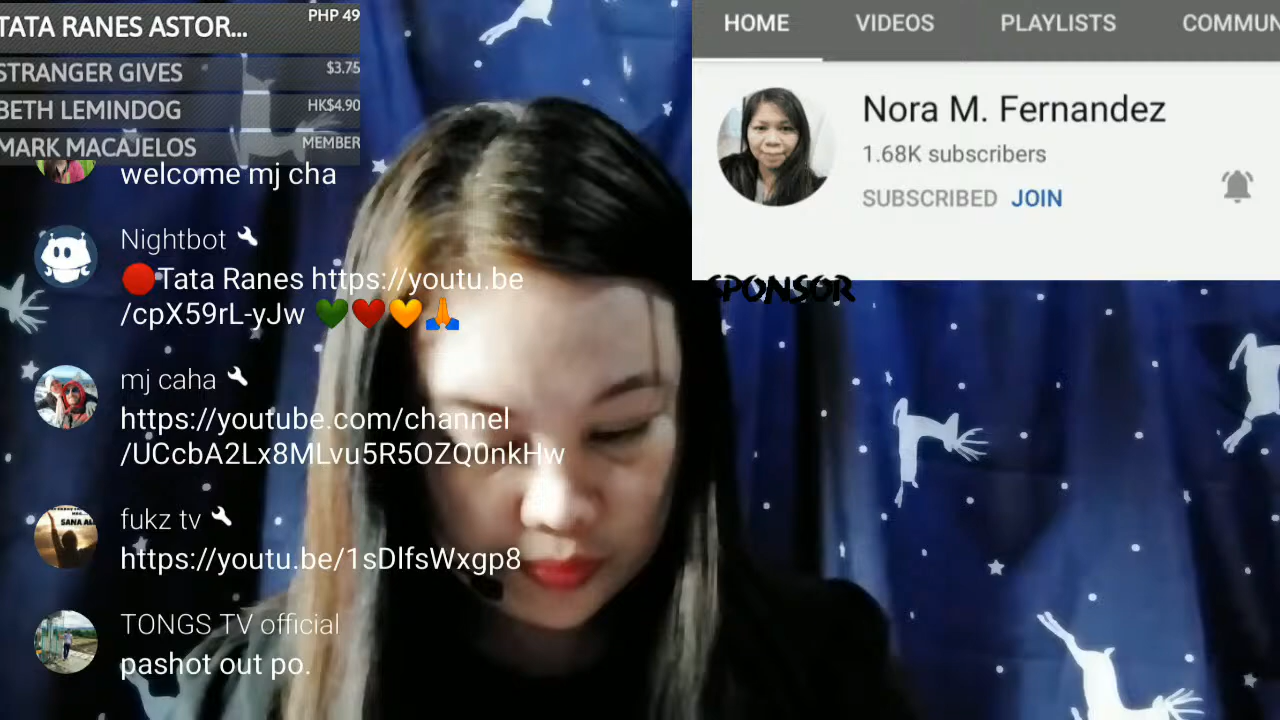 TATA RANES ASTOR... PHP 49
STRANGER GIVES $3.75
BETH LEMINDOG HK$4.90
MARK MACAJELOS MEMBER
welcome mj cha
Nightbot
🔴Tata Ranes https://youtu.be
/cpX59rL-yJw 💚❤️🧡🙏
mj caha
https://youtube.com/channel
/UCcbA2Lx8MLvu5R5OZQ0nkHw
fukz tv
SANA ALL
https://youtu.be/1sDlfsWxgp8
TONGS TV official
pashot out po.
HOME VIDEOS PLAYLISTS COMMUN
Nora M. Fernandez
1.68K subscribers
SUBSCRIBED JOIN
SPONSOR